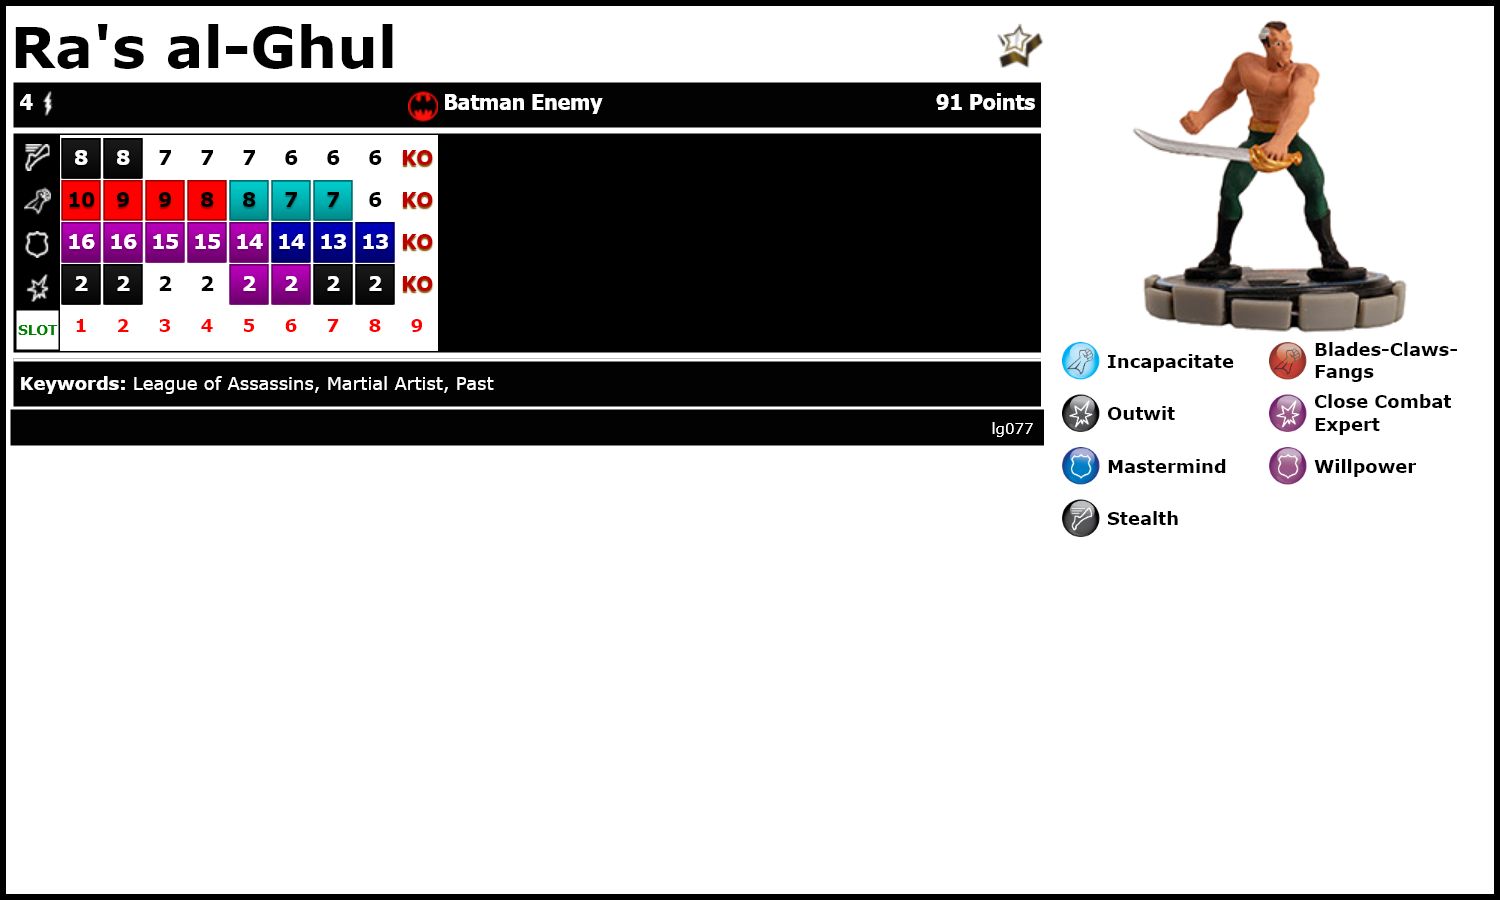 Ra's al-Ghul
4 Batman Enemy 91 Points
8 8 7 7 7 6 6 6 KO
10 9 9 8 8 7 7 6 KO
16 16 15 15 14 14 13 13 KO
2 2 2 2 2 2 2 2 KO
SLOT 1 2 3 4 5 6 7 8 9
Keywords: League of Assassins, Martial Artist, Past
lg077
Incapacitate
Blades-Claws-
Fangs
Outwit
Close Combat
Expert
Mastermind
Willpower
Stealth